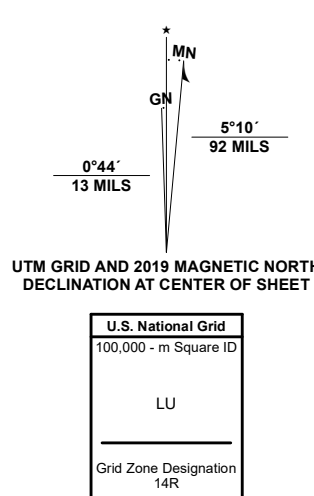 ★
MN
GN
5°10´
92 MILS
0°44´
13 MILS
UTM GRID AND 2019 MAGNETIC NORTH
DECLINATION AT CENTER OF SHEET
U.S. National Grid
100,000 - m Square ID
LU
Grid Zone Designation
14R